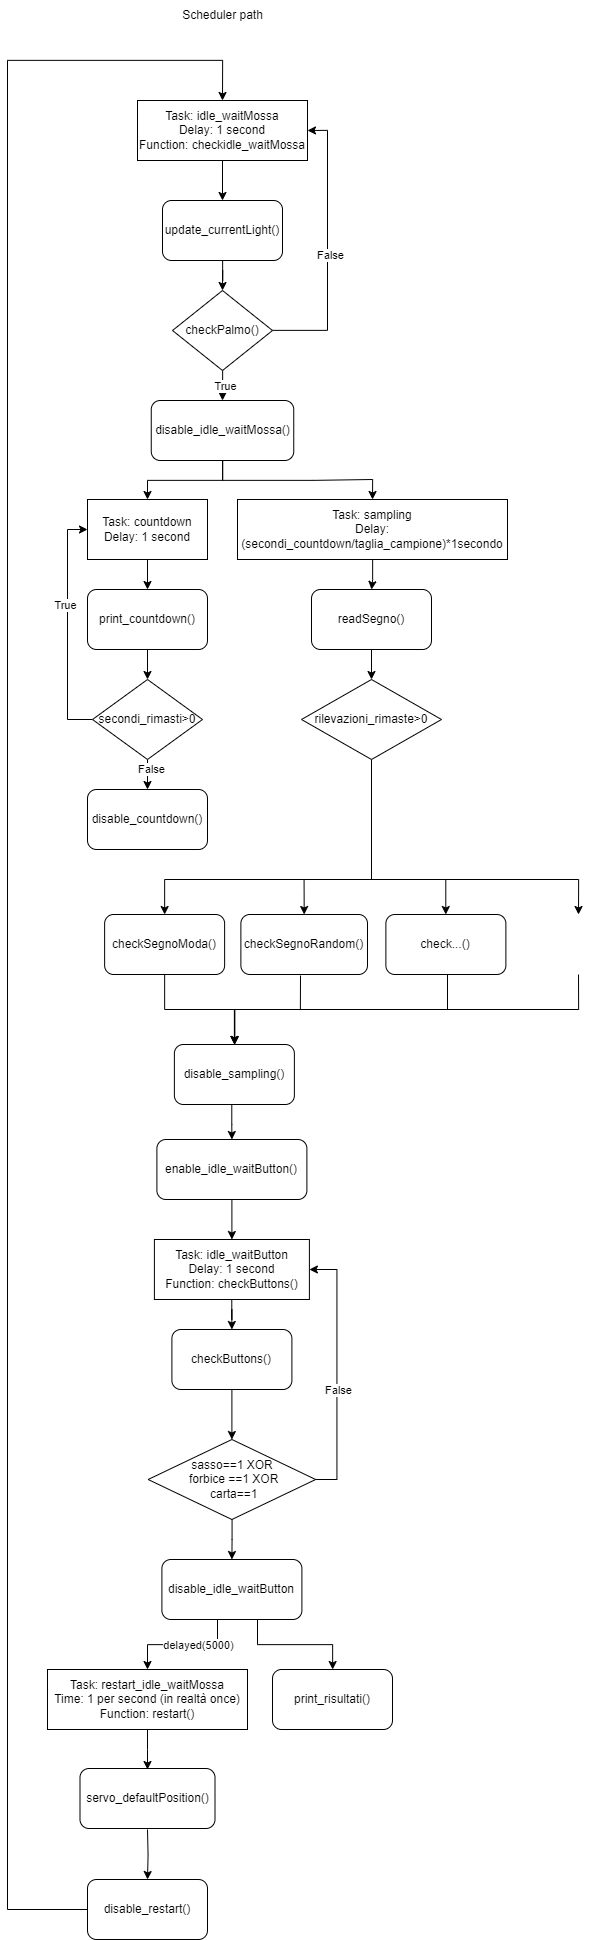 Scheduler path
Task: idle_waitMossa
Delay: 1 second
Function: checkidle_waitMossa
update_currentLight()
False
checkPalmo()
True
disable_idle_waitMossa()
Task: countdown
Delay: 1 second
Task: sampling
Delay:
(secondi_countdown/taglia_campione)*1secondo
True
print_countdown()
readSegno()
secondi_rimasti>0
rilevazioni_rimaste>0
False
disable_countdown()
checkSegnoModa()
checkSegnoRandom()
check...()
disable_sampling()
enable_idle_waitButton()
Task: idle_waitButton
Delay: 1 second
Function: checkButtons()
checkButtons()
False
sasso==1 XOR
forbice ==1 XOR
carta==1
disable_idle_waitButton
delayed(5000)
Task: restart_idle_waitMossa
Time: 1 per second (in realtà once)
Function: restart()
print_risultati()
servo_defaultPosition()
disable_restart()